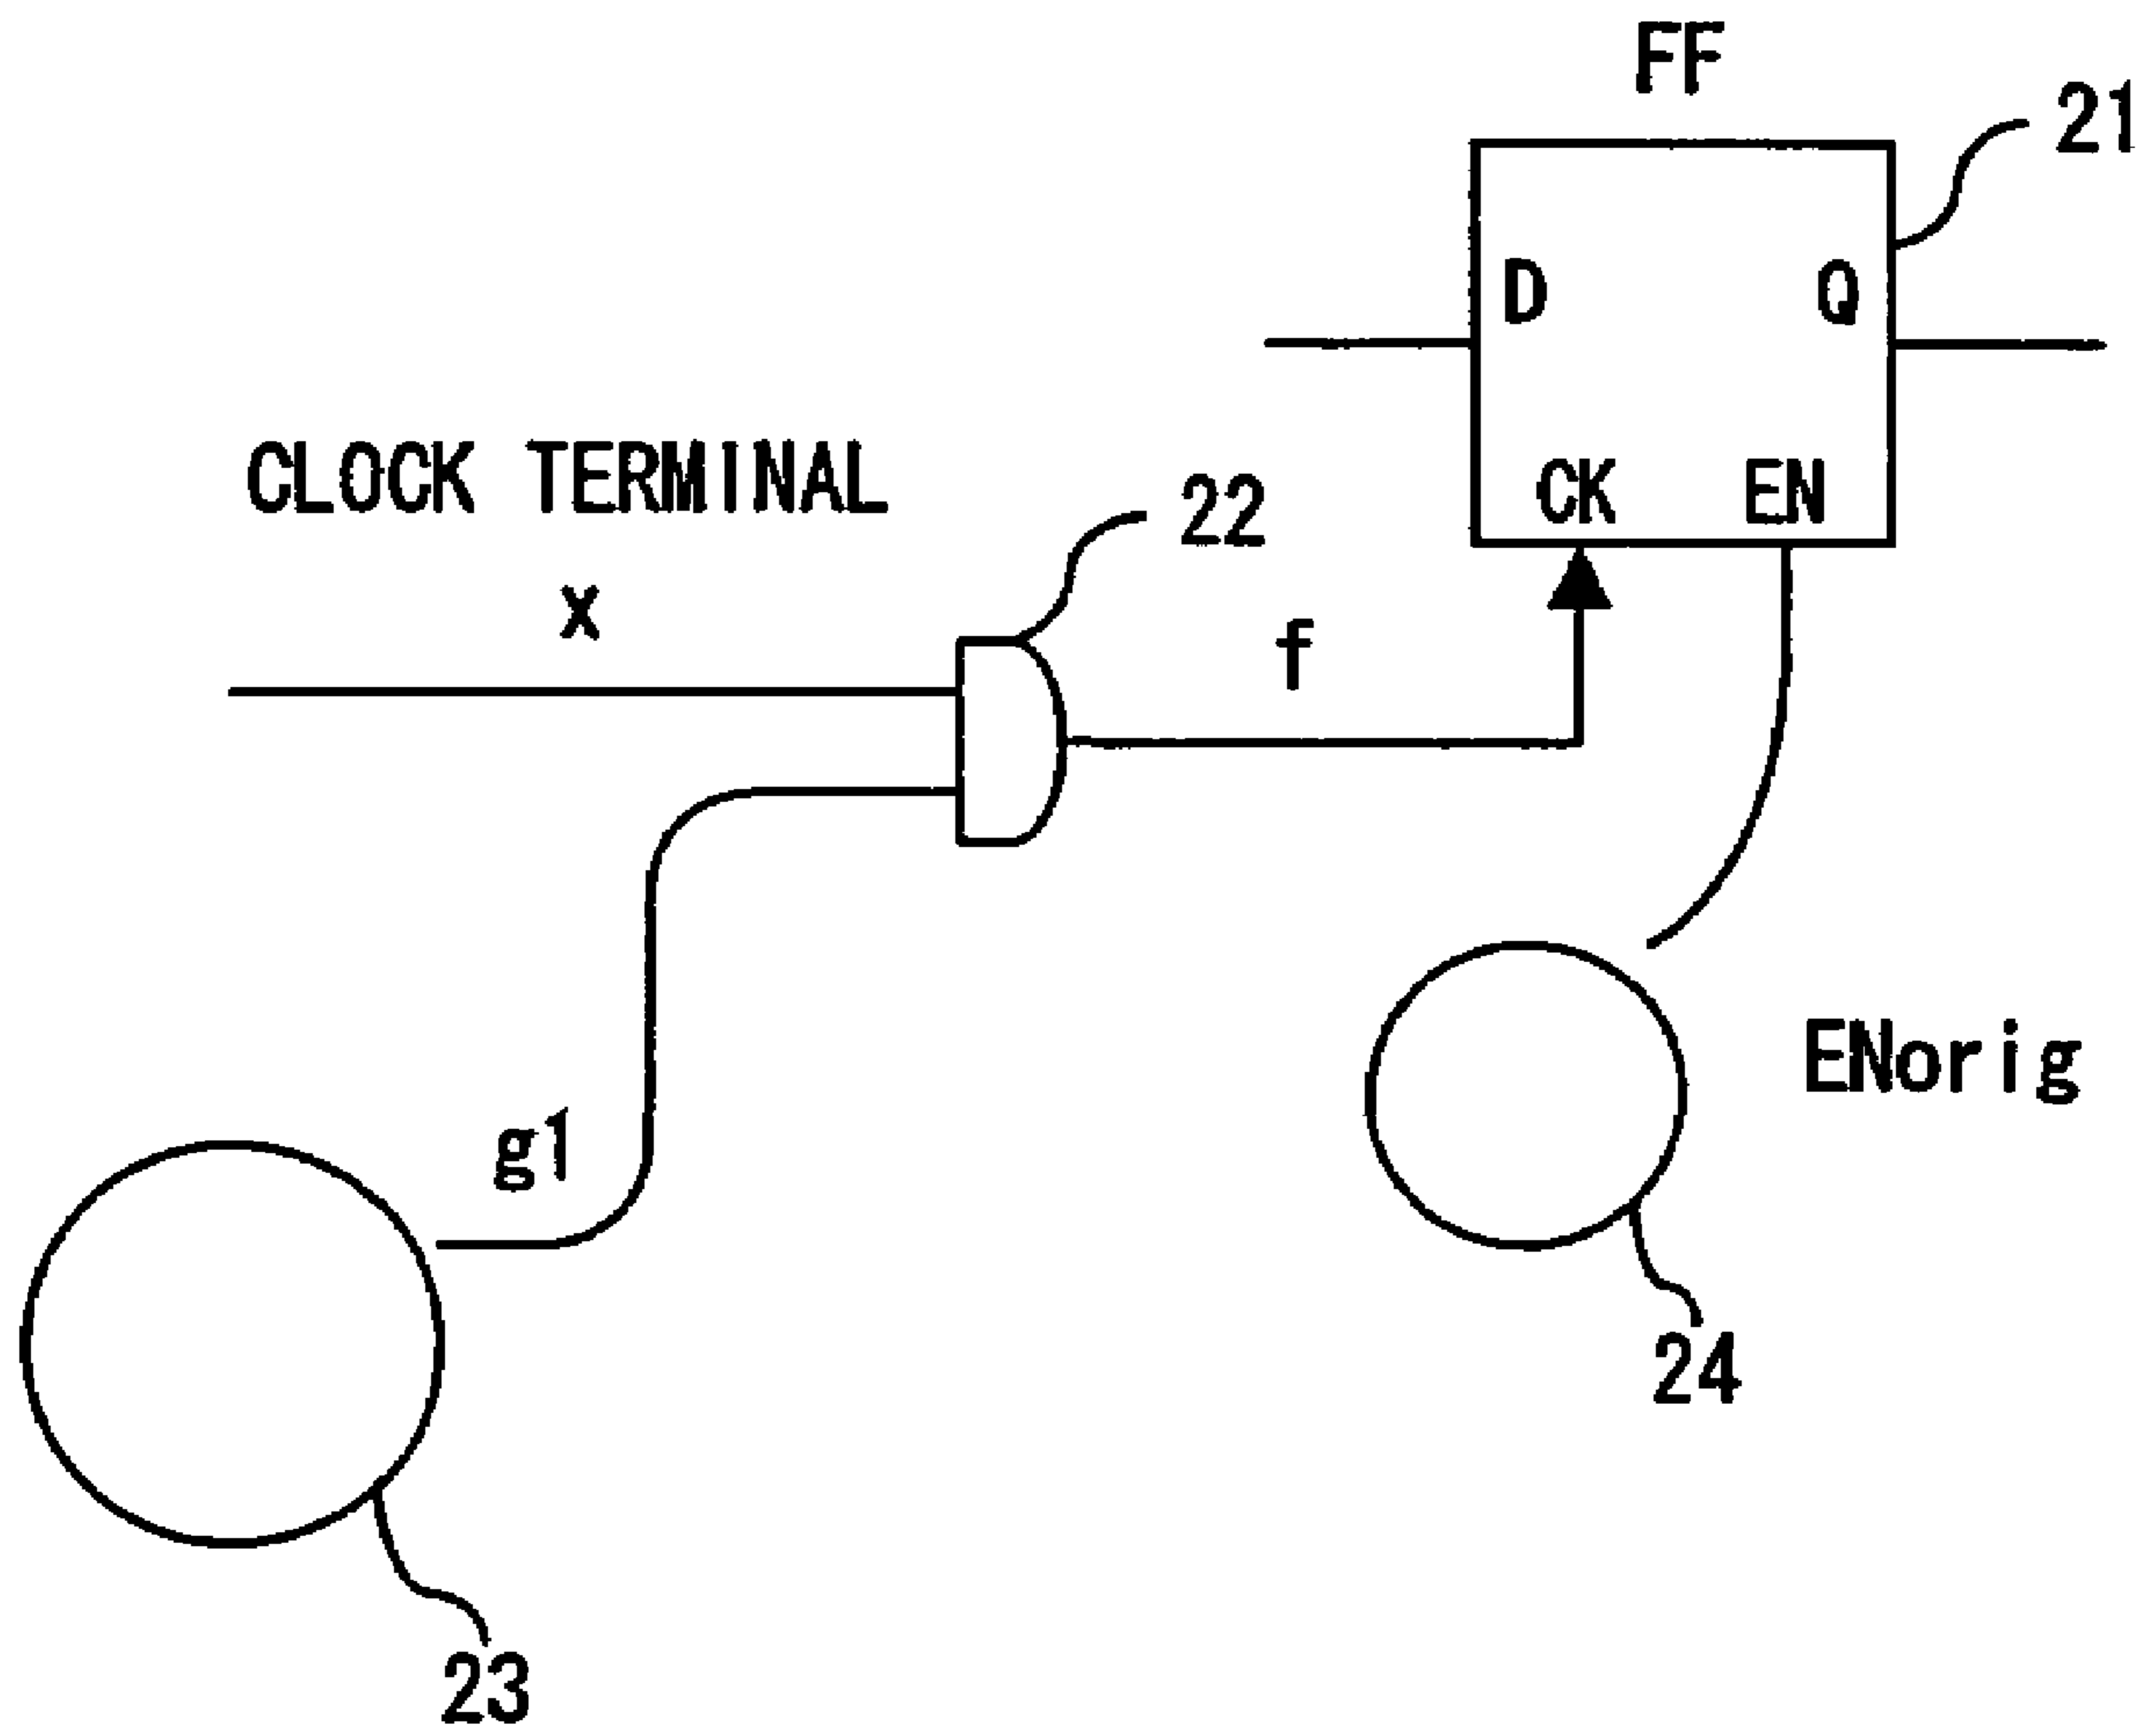 FF
21
D
Q
CK
EN
CLOCK TERMINAL
22
x
f
ENorig
g1
24
23